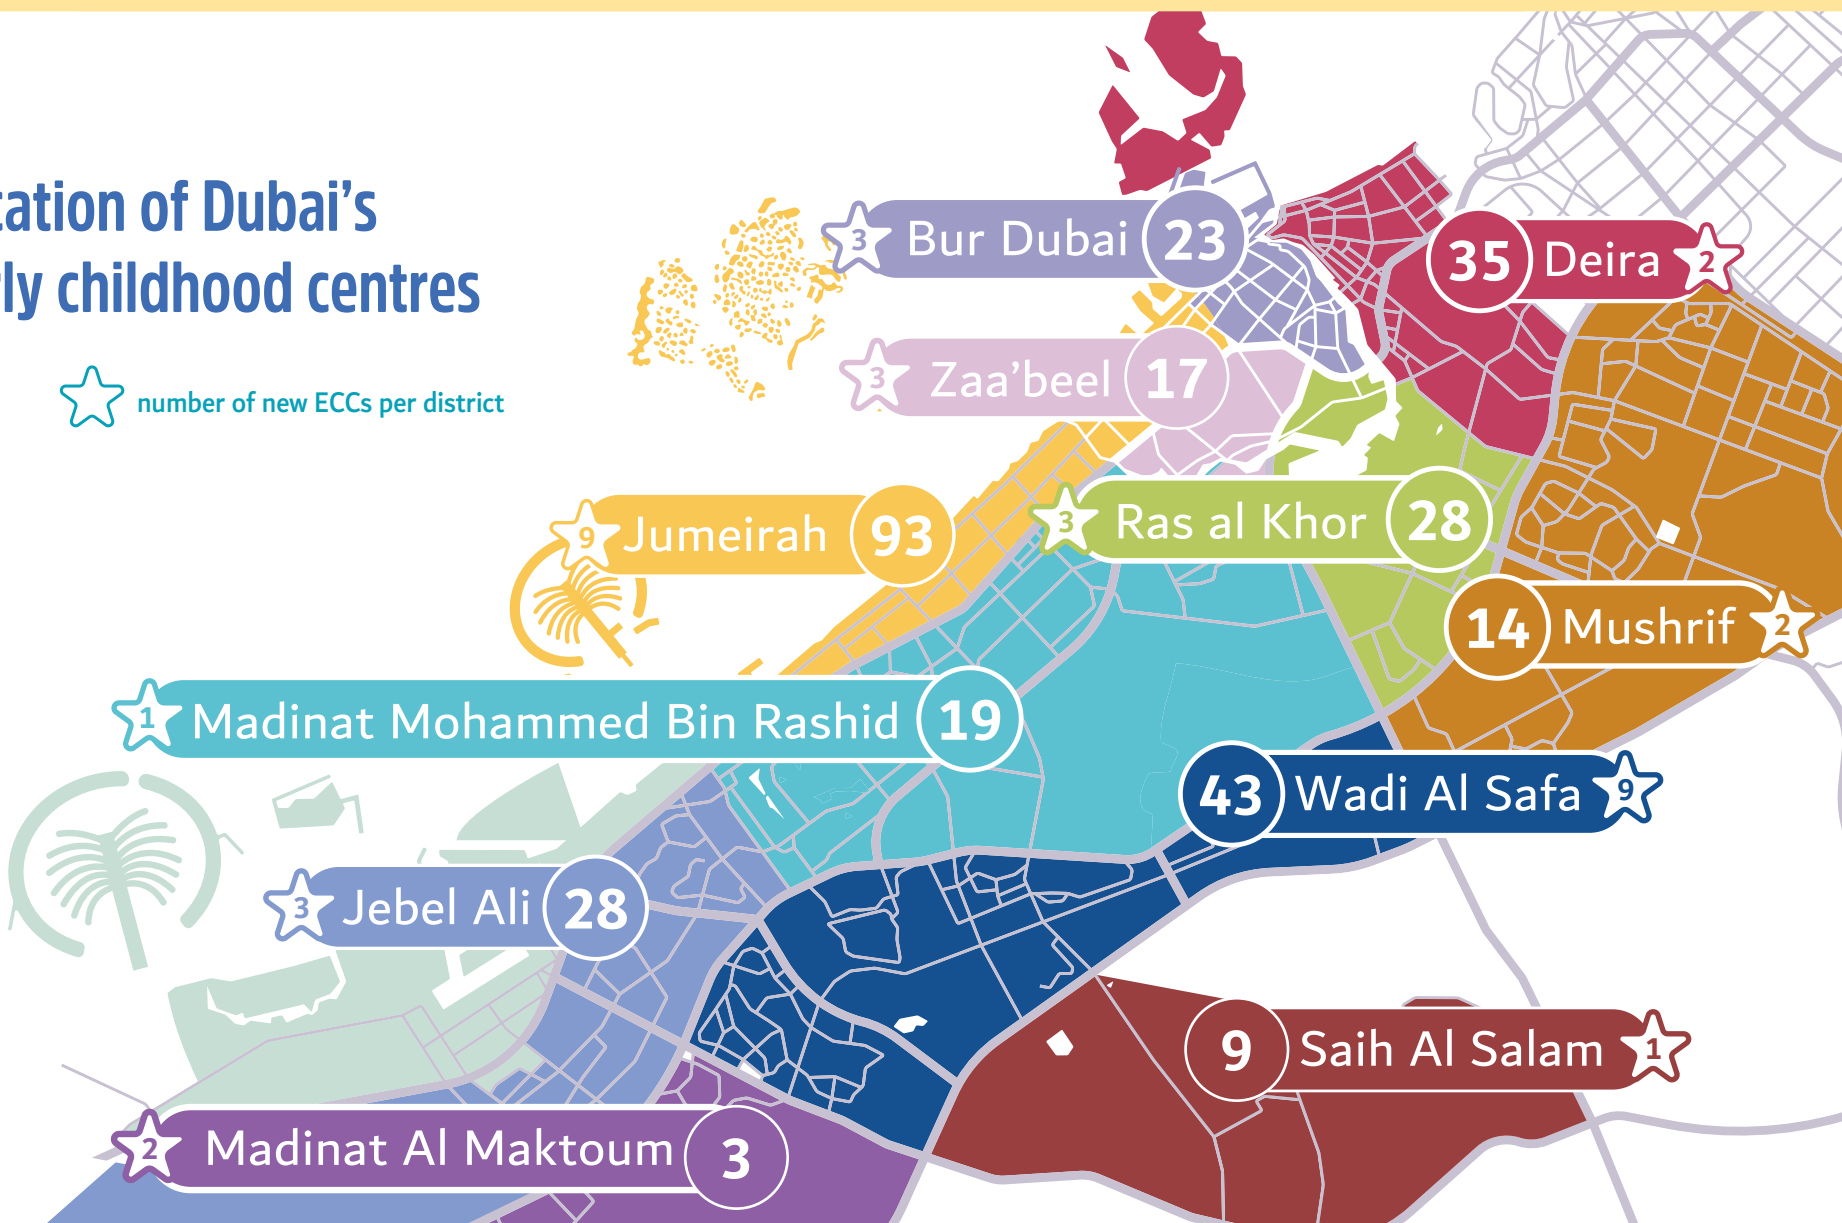 of Dubai's
childhood centres
number of new ECCs per district
3 Bur Dubai 23
35 Deira 2
3 Zaa'beel 17
9 Jumeirah 93
3 Ras al Khor 28
14 Mushrif 2
1 Madinat Mohammed Bin Rashid 19
43 Wadi Al Safa 9
3 Jebel Ali 28
9 Saih Al Salam 1
2 Madinat Al Maktoum 3